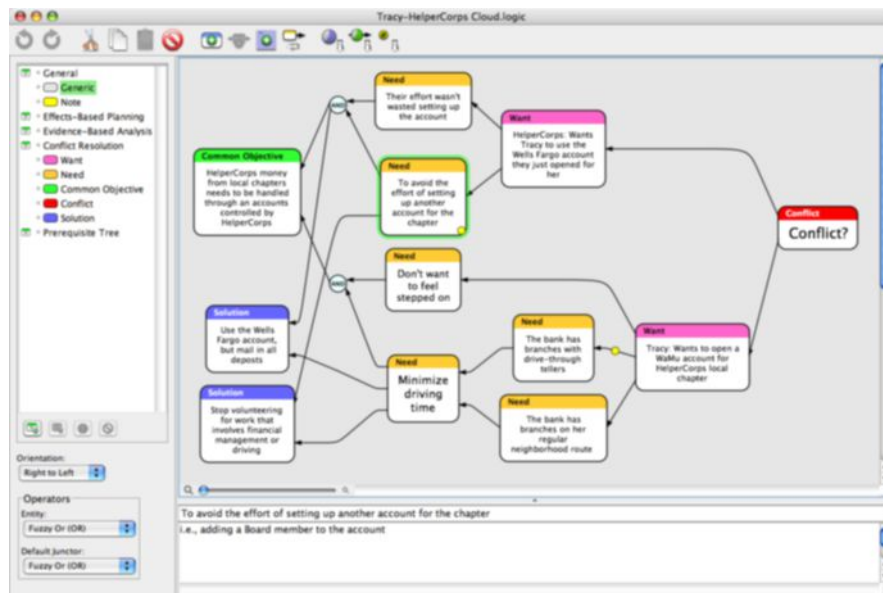 Tracy-HelperCorps Cloud.logic
General
Generic
Note
Effects-Based Planning
Evidence-Based Analysis
Conflict Resolution
Want
Need
Common Objective
Conflict
Solution
Prerequisite Tree
Orientation:
Right to Left
Operators
Entity:
Fuzzy Or (OR)
Default Junctor:
Fuzzy Or (OR)
Need
Their effort wasn't
wasted setting up
the account
AND
Want
HelperCorps: Wants
Tracy to use the
Wells Fargo account
they just opened for
her
Common Objective
HelperCorps money
from local chapters
needs to be handled
through an accounts
controlled by
HelperCorps
Need
To avoid the
effort of setting
up another
account for the
chapter
Conflict
Conflict?
Need
Don't want
to feel
stepped on
AND
Solution
Use the Wells
Fargo account,
but mail in all
deposts
Need
The bank has
branches with
drive-through
tellers
Want
Tracy: Wants to open a
WaMu account for
HelperCorps local
chapter
Need
Minimize
driving
time
Solution
Stop volunteering
for work that
involves financial
management or
driving
Need
The bank has
branches on her
regular
neighborhood route
To avoid the effort of setting up another account for the chapter
i.e., adding a Board member to the account